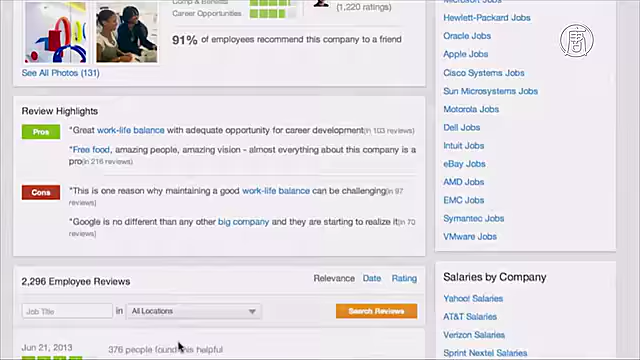 Comp & Benefits
Career Opportunities
(1,220 ratings)
91% of employees recommend this company to a friend
See All Photos (131)
Review Highlights
Pros
"Great work-life balance with adequate opportunity for career development(in 103 reviews)
"Free food, amazing people, amazing vision - almost everything about this company is a
pro(in 216 reviews)
Cons
"This is one reason why maintaining a good work-life balance can be challenging(in 97
reviews)
"Google is no different than any other big company and they are starting to realize it(in 70
reviews)
2,296 Employee Reviews
Relevance Date Rating
Job Title in All Locations Search Reviews
Jun 21, 2013
376 people found this helpful
Microsoft Jobs
Hewlett-Packard Jobs
Oracle Jobs
Apple Jobs
Cisco Systems Jobs
Sun Microsystems Jobs
Motorola Jobs
Dell Jobs
Intuit Jobs
eBay Jobs
AMD Jobs
EMC Jobs
Symantec Jobs
VMware Jobs
Salaries by Company
Yahoo! Salaries
AT&T Salaries
Verizon Salaries
Sprint Nextel Salaries